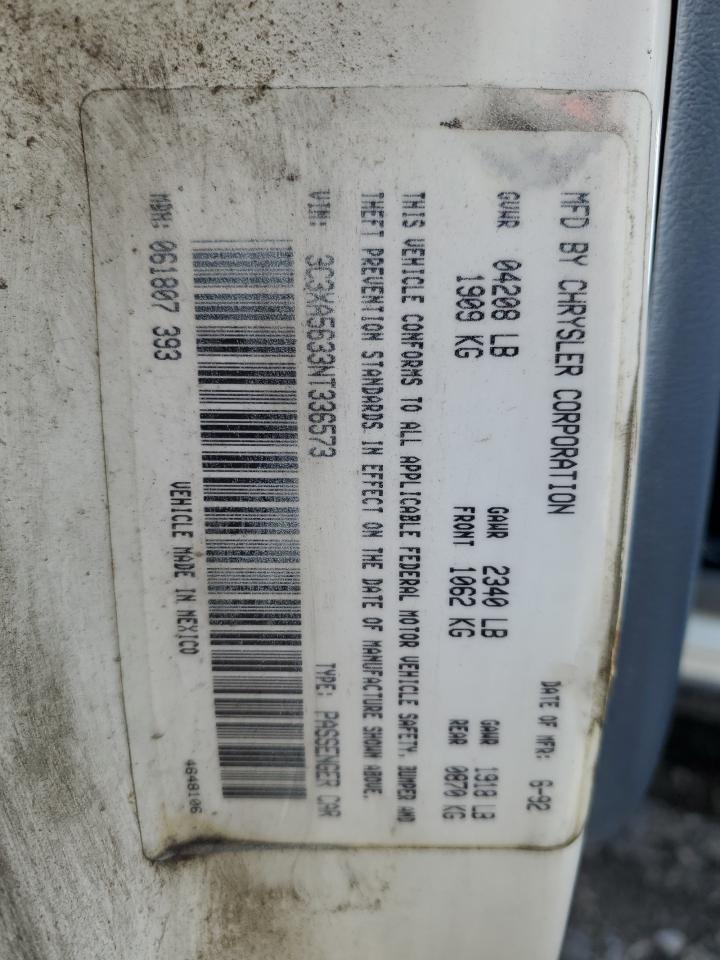 MFD BY CHRYSLER CORPORATION
DATE OF MFR: 6-92
GVWR 04208 LB
1909 KG
GAWR 2340 LB
FRONT 1062 KG
GAWR 1918 LB
REAR 0870 KG
THIS VEHICLE CONFORMS TO ALL APPLICABLE FEDERAL MOTOR VEHICLE SAFETY, BUMPER AND
THEFT PREVENTION STANDARDS IN EFFECT ON THE DATE OF MANUFACTURE SHOWN ABOVE.
VIN: 3C3XA5633NT336573
TYPE: PASSENGER CAR
MDH: 061807 393
VEHICLE MADE IN MEXICO
4648106